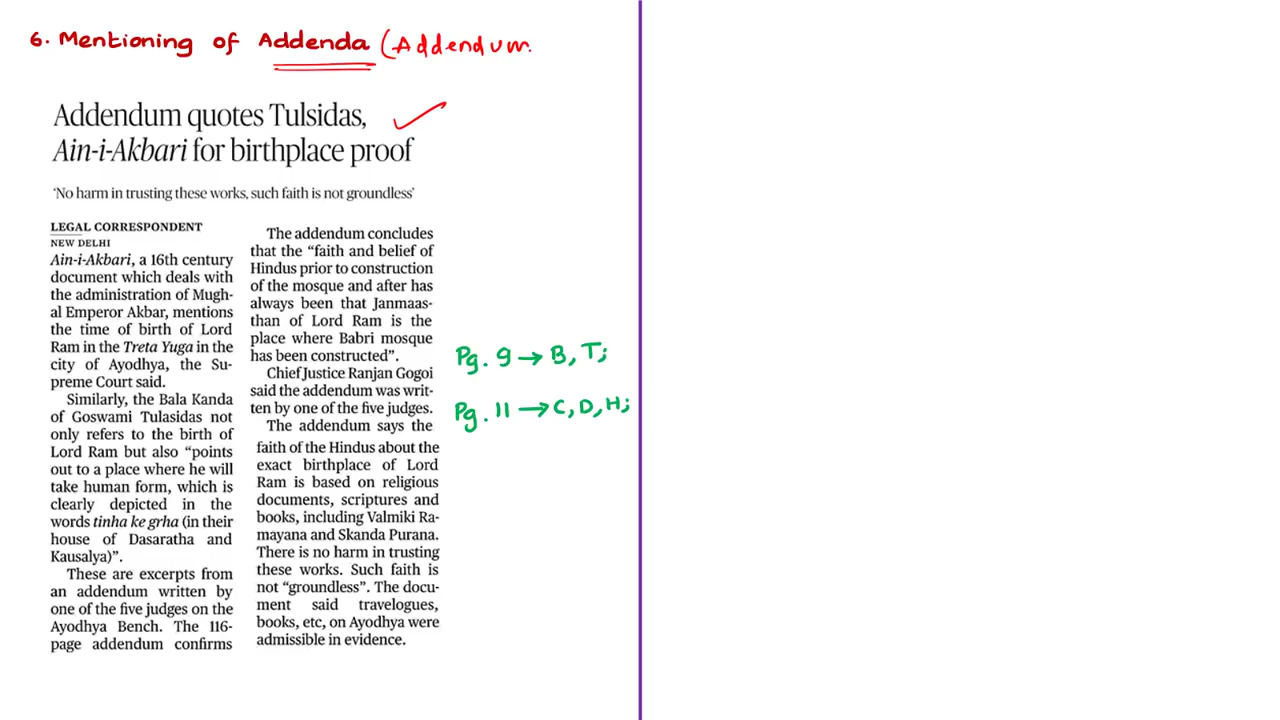 6. Mentioning of Addenda (Addendum.
Addendum quotes Tulsidas,
Ain-i-Akbari for birthplace proof
'No harm in trusting these works, such faith is not groundless'
LEGAL CORRESPONDENT
NEW DELHI
Ain-i-Akbari, a 16th century
document which deals with
the administration of Mugh-
al Emperor Akbar, mentions
the time of birth of Lord
Ram in the Treta Yuga in the
city of Ayodhya, the Su-
preme Court said.
Similarly, the Bala Kanda
of Goswami Tulasidas not
only refers to the birth of
Lord Ram but also “points
out to a place where he will
take human form, which is
clearly depicted in the
words tinha ke grha (in their
house of Dasaratha and
Kausalya)”.
These are excerpts from
an addendum written by
one of the five judges on the
Ayodhya Bench. The 116-
page addendum confirms
The addendum concludes
that the “faith and belief of
Hindus prior to construction
of the mosque and after has
always been that Janmaas-
than of Lord Ram is the
place where Babri mosque
has been constructed”.
Chief Justice Ranjan Gogoi
said the addendum was writ-
ten by one of the five judges.
The addendum says the
faith of the Hindus about the
exact birthplace of Lord
Ram is based on religious
documents, scriptures and
books, including Valmiki Ra-
mayana and Skanda Purana.
There is no harm in trusting
these works. Such faith is
not “groundless”. The docu-
ment said travelogues,
books, etc, on Ayodhya were
admissible in evidence.
Pg. 9 → B, T;
Pg. 11 → C, D, H;